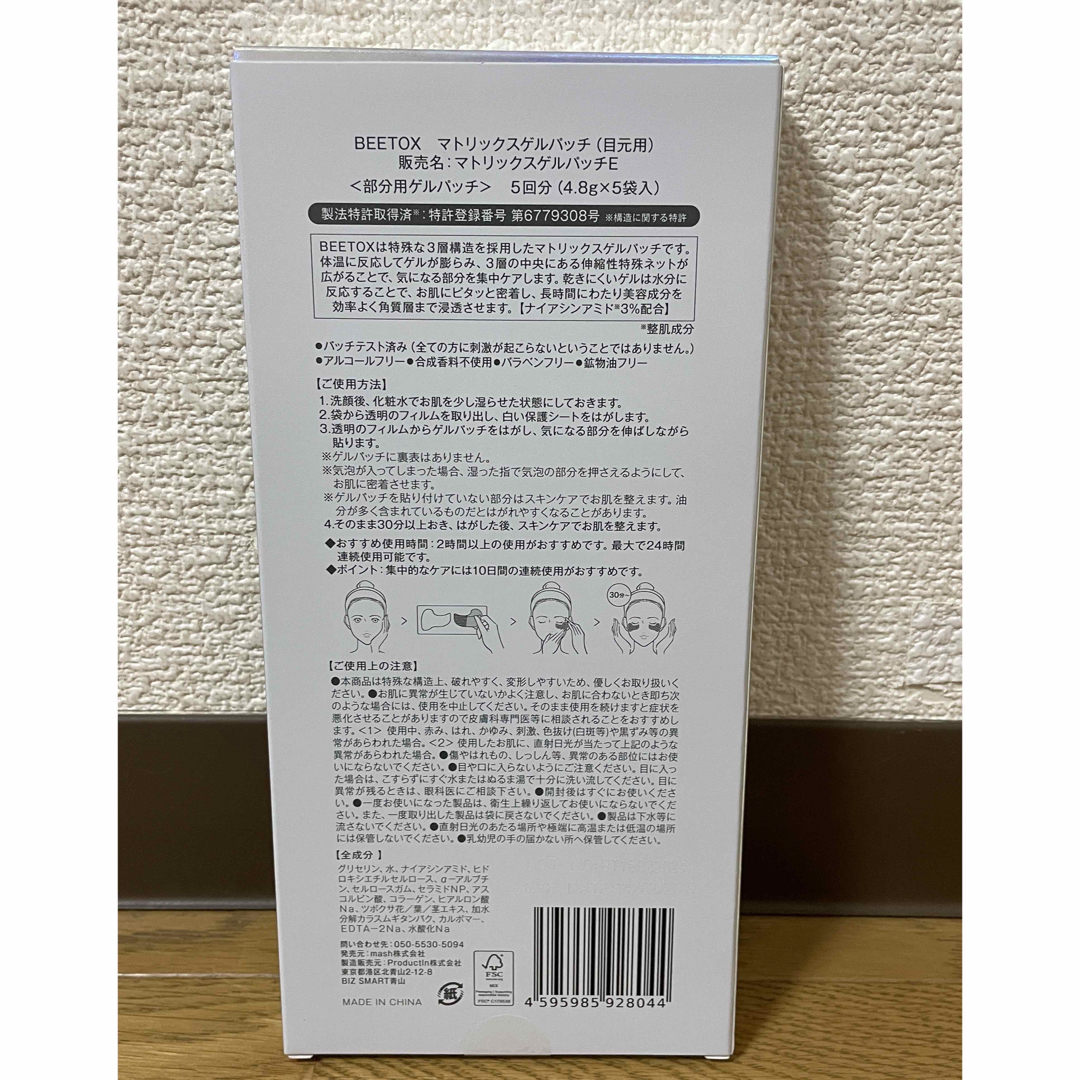 BEETOX マトリックスゲルパッチ（目元用）
販売名：マトリックスゲルパッチE
＜部分用ゲルパッチ＞ 5回分（4.8g×5袋入）
製法特許取得済※：特許登録番号 第6779308号 ※構造に関する特許
BEETOXは特殊な3層構造を採用したマトリックスゲルパッチです。
体温に反応してゲルが膨らみ、3層の中央にある伸縮性特殊ネットが
広がることで、気になる部分を集中ケアします。乾きにくいゲルは水分に
反応することで、お肌にピタッと密着し、長時間にわたり美容成分を
効率よく角質層まで浸透させます。【ナイアシンアミド※3%配合】
※整肌成分
●パッチテスト済み（全ての方に刺激が起こらないということではありません。）
●アルコールフリー●合成香料不使用●パラベンフリー●鉱物油フリー
【ご使用方法】
1.洗顔後、化粧水でお肌を少し湿らせた状態にしておきます。
2.袋から透明のフィルムを取り出し、白い保護シートをはがします。
3.透明のフィルムからゲルパッチをはがし、気になる部分を伸ばしながら
貼ります。
※ゲルパッチに裏表はありません。
※気泡が入ってしまった場合、湿った指で気泡の部分を押さえるようにして、
お肌に密着させます。
※ゲルパッチを貼り付けていない部分はスキンケアでお肌を整えます。油
分が多く含まれているものだとはがれやすくなることがあります。
4.そのまま30分以上おき、はがした後、スキンケアでお肌を整えます。
◆おすすめ使用時間：2時間以上の使用がおすすめです。最大で24時間
連続使用可能です。
◆ポイント：集中的なケアには10日間の連続使用がおすすめです。
> > > 30分~
【ご使用上の注意】
●本商品は特殊な構造上、破れやすく、変形しやすいため、優しくお取り扱いく
ださい。●お肌に異常が生じていないかよく注意し、お肌に合わないとき即ち次
のような場合には、使用を中止してください。そのまま使用を続けますと症状を
悪化させることがありますので皮膚科専門医等に相談されることをおすすめし
ます。＜1＞ 使用中、赤み、はれ、かゆみ、刺激、色抜け(白斑等)や黒ずみ等の異
常があらわれた場合。＜2＞ 使用したお肌に、直射日光が当たって上記のような
異常があらわれた場合。●傷やはれもの、しっしん等、異常のある部位にはお使
いにならないでください。●目や口に入らないようにご注意ください。目に入っ
た場合は、こすらずにすぐ水またはぬるま湯で十分に洗い流してください。目に
異常が残るときは、眼科医にご相談下さい。●開封後はすぐにお使いくださ
い。●一度お使いになった製品は、衛生上繰り返してお使いにならないでくだ
さい。また、一度取り出した製品は袋に戻さないでください。●製品は下水等に
流さないでください。●直射日光のあたる場所や極端に高温または低温の場所
には保管しないでください。●乳幼児の手の届かない所へ保管してください。
【全成分】
グリセリン、水、ナイアシンアミド、ヒド
ロキシエチルセルロース、α－アルブチ
ン、セルロースガム、セラミドNP、アス
コルビン酸、コラーゲン、ヒアルロン酸
Na、ツボクサ花／葉／茎エキス、加水
分解カラスムギタンパク、カルボマー、
EDTA－2Na、水酸化Na
問い合わせ先：050-5530-5094
発売元：mash株式会社
製造販売元：ProductIn株式会社
東京都港区北青山2-12-8
BIZ SMART青山
MADE IN CHINA
紙
FSC
MIX
4 595985 928044